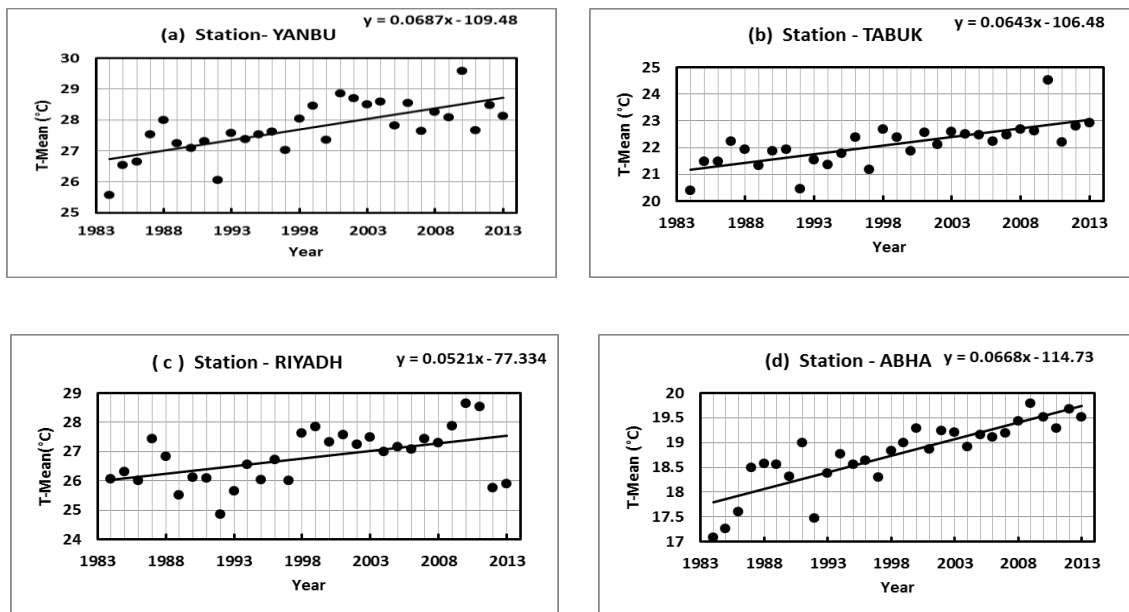 y = 0.0687x - 109.48
(a) Station- YANBU
30
29
28
27
26
25
T-Mean (°C)
1983 1988 1993 1998 2003 2008 2013
Year
y = 0.0643x - 106.48
(b) Station - TABUK
25
24
23
22
21
20
T-Mean (°C)
1983 1988 1993 1998 2003 2008 2013
Year
( c ) Station - RIYADH y = 0.0521x - 77.334
29
28
27
26
25
24
T-Mean(°C)
1983 1988 1993 1998 2003 2008 2013
Year
(d) Station - ABHA y = 0.0668x - 114.73
20
19.5
19
18.5
18
17.5
17
T-Mean (°C)
1983 1988 1993 1998 2003 2008 2013
Year